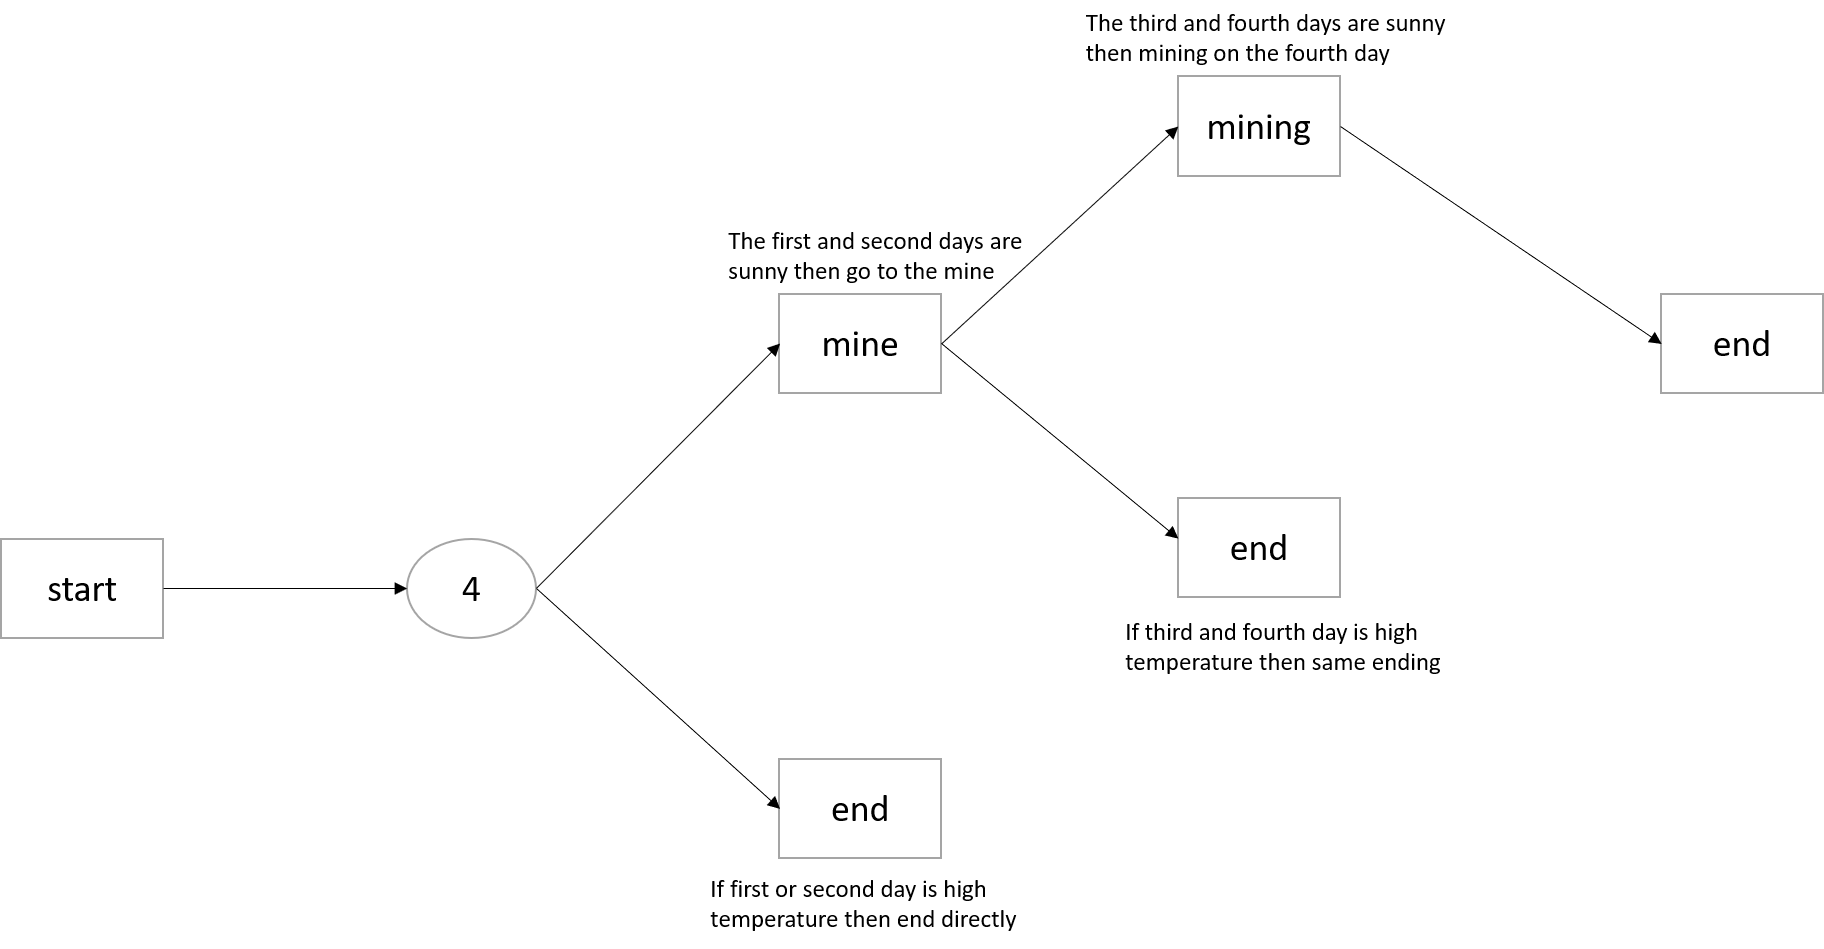 The third and fourth days are sunny
then mining on the fourth day
mining
The first and second days are
sunny then go to the mine
mine
end
start
4
end
If third and fourth day is high
temperature then same ending
end
If first or second day is high
temperature then end directly